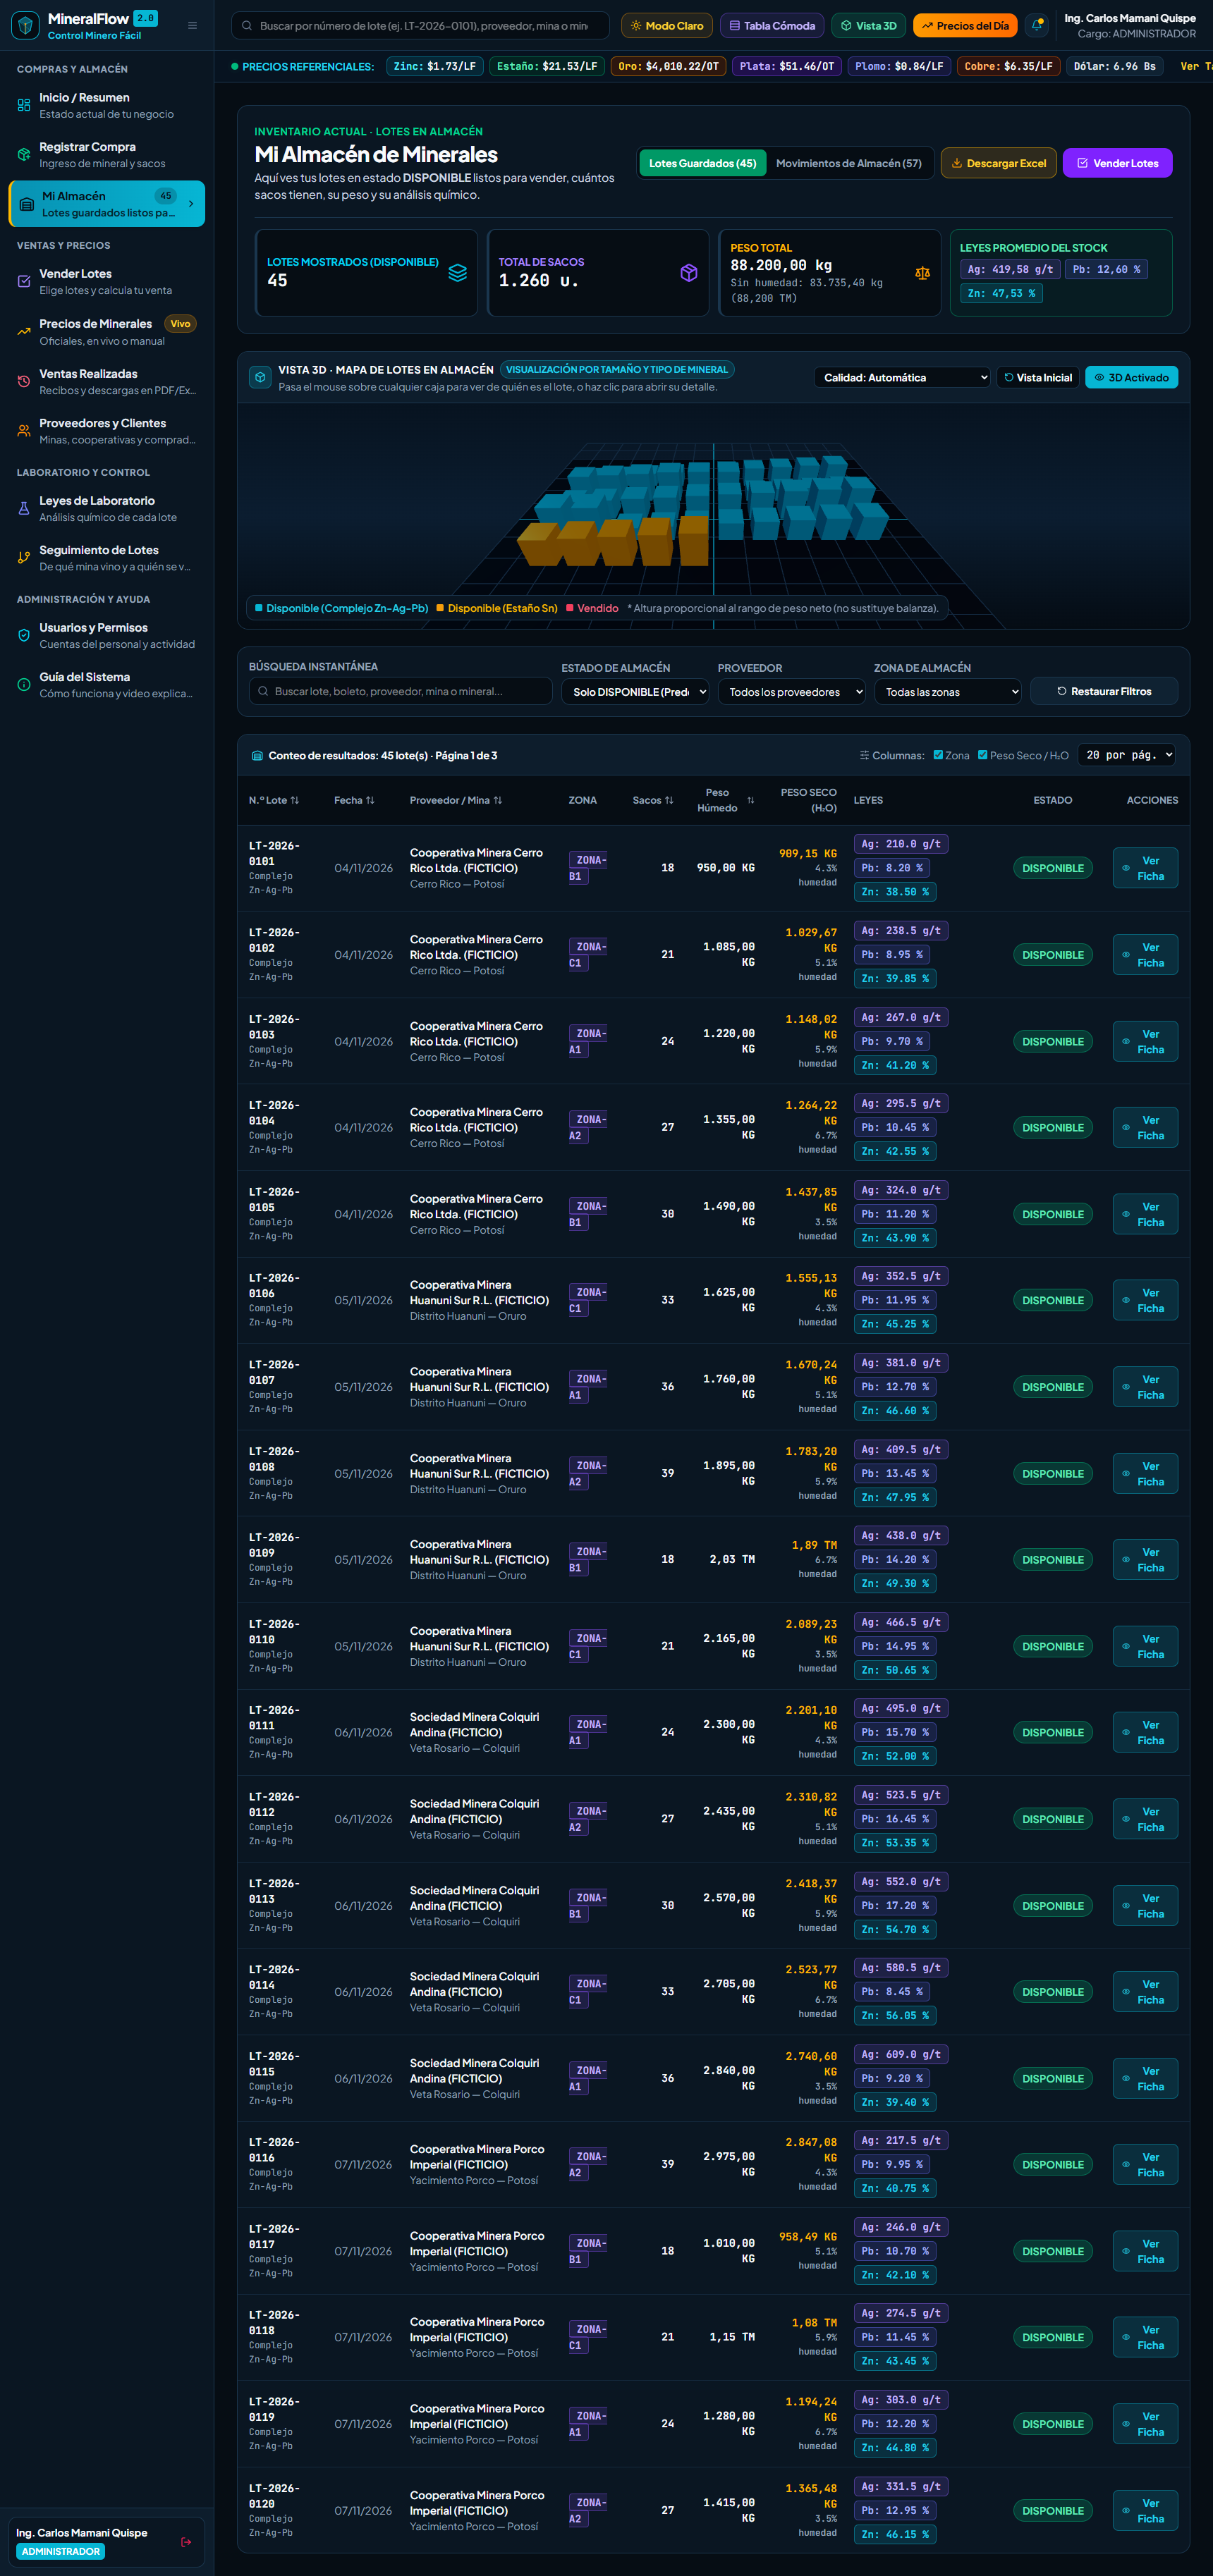 MineralFlow 2.0
Control Minero Fácil
Buscar por número de lote (ej. LT-2026-0101), proveedor, mina o mine
Modo Claro
Tabla Cómoda
Vista 3D
Precios del Día
Ing. Carlos Mamani Quispe
Cargo: ADMINISTRADOR
PRECIOS REFERENCIALES:
Zinc: $1.73/LF
Estaño: $21.53/LF
Oro: $4,010.22/OT
Plata: $51.46/OT
Plomo: $0.84/LF
Cobre: $6.35/LF
Dólar: 6.96 Bs
Ver T
COMPRAS Y ALMACÉN
Inicio / Resumen
Estado actual de tu negocio
Registrar Compra
Ingreso de mineral y sacos
Mi Almacén 45
Lotes guardados listos pa...
VENTAS Y PRECIOS
Vender Lotes
Elige lotes y calcula tu venta
Precios de Minerales Vivo
Oficiales, en vivo o manual
Ventas Realizadas
Recibos y descargas en PDF/Ex...
Proveedores y Clientes
Minas, cooperativas y comprad...
LABORATORIO Y CONTROL
Leyes de Laboratorio
Análisis químico de cada lote
Seguimiento de Lotes
De qué mina vino y a quién se v...
ADMINISTRACIÓN Y AYUDA
Usuarios y Permisos
Cuentas del personal y actividad
Guía del Sistema
Cómo funciona y video explica...
INVENTARIO ACTUAL · LOTES EN ALMACÉN
Mi Almacén de Minerales
Aquí ves tus lotes en estado DISPONIBLE listos para vender, cuántos
sacos tienen, su peso y su análisis químico.
Lotes Guardados (45)
Movimientos de Almacén (57)
Descargar Excel
Vender Lotes
LOTES MOSTRADOS (DISPONIBLE)
45
TOTAL DE SACOS
1.260 u.
PESO TOTAL
88.200,00 kg
Sin humedad: 83.735,40 kg
(88,200 TM)
LEYES PROMEDIO DEL STOCK
Ag: 419,58 g/t
Pb: 12,60 %
Zn: 47,53 %
VISTA 3D · MAPA DE LOTES EN ALMACÉN
VISUALIZACIÓN POR TAMAÑO Y TIPO DE MINERAL
Pasa el mouse sobre cualquier caja para ver de quién es el lote, o haz clic para abrir su detalle.
Calidad: Automática
Vista Inicial
3D Activado
Disponible (Complejo Zn-Ag-Pb)
Disponible (Estaño Sn)
Vendido
* Altura proporcional al rango de peso neto (no sustituye balanza).
BÚSQUEDA INSTANTÁNEA
Buscar lote, boleto, proveedor, mina o mineral...
ESTADO DE ALMACÉN
Solo DISPONIBLE (Pred
PROVEEDOR
Todos los proveedores
ZONA DE ALMACÉN
Todas las zonas
Restaurar Filtros
Conteo de resultados: 45 lote(s) · Página 1 de 3
Columnas:
Zona
Peso Seco / H₂O
20 por pág.
N.º Lote
Fecha
Proveedor / Mina
ZONA
Sacos
Peso Húmedo
PESO SECO (H₂O)
LEYES
ESTADO
ACCIONES
LT-2026-0101 Complejo Zn-Ag-Pb 04/11/2026 Cooperativa Minera Cerro Rico Ltda. (FICTICIO) Cerro Rico — Potosí ZONA-B1 18 950,00 KG 909,15 KG 4.3% humedad Ag: 210.0 g/t Pb: 8.20 % Zn: 38.50 % DISPONIBLE Ver Ficha
LT-2026-0102 Complejo Zn-Ag-Pb 04/11/2026 Cooperativa Minera Cerro Rico Ltda. (FICTICIO) Cerro Rico — Potosí ZONA-C1 21 1.085,00 KG 1.029,67 KG 5.1% humedad Ag: 238.5 g/t Pb: 8.95 % Zn: 39.85 % DISPONIBLE Ver Ficha
LT-2026-0103 Complejo Zn-Ag-Pb 04/11/2026 Cooperativa Minera Cerro Rico Ltda. (FICTICIO) Cerro Rico — Potosí ZONA-A1 24 1.220,00 KG 1.148,02 KG 5.9% humedad Ag: 267.0 g/t Pb: 9.70 % Zn: 41.20 % DISPONIBLE Ver Ficha
LT-2026-0104 Complejo Zn-Ag-Pb 04/11/2026 Cooperativa Minera Cerro Rico Ltda. (FICTICIO) Cerro Rico — Potosí ZONA-A2 27 1.355,00 KG 1.264,22 KG 6.7% humedad Ag: 295.5 g/t Pb: 10.45 % Zn: 42.55 % DISPONIBLE Ver Ficha
LT-2026-0105 Complejo Zn-Ag-Pb 04/11/2026 Cooperativa Minera Cerro Rico Ltda. (FICTICIO) Cerro Rico — Potosí ZONA-B1 30 1.490,00 KG 1.437,85 KG 3.5% humedad Ag: 324.0 g/t Pb: 11.20 % Zn: 43.90 % DISPONIBLE Ver Ficha
LT-2026-0106 Complejo Zn-Ag-Pb 05/11/2026 Cooperativa Minera Huanuni Sur R.L. (FICTICIO) Distrito Huanuni — Oruro ZONA-C1 33 1.625,00 KG 1.555,13 KG 4.3% humedad Ag: 352.5 g/t Pb: 11.95 % Zn: 45.25 % DISPONIBLE Ver Ficha
LT-2026-0107 Complejo Zn-Ag-Pb 05/11/2026 Cooperativa Minera Huanuni Sur R.L. (FICTICIO) Distrito Huanuni — Oruro ZONA-A1 36 1.760,00 KG 1.670,24 KG 5.1% humedad Ag: 381.0 g/t Pb: 12.70 % Zn: 46.60 % DISPONIBLE Ver Ficha
LT-2026-0108 Complejo Zn-Ag-Pb 05/11/2026 Cooperativa Minera Huanuni Sur R.L. (FICTICIO) Distrito Huanuni — Oruro ZONA-A2 39 1.895,00 KG 1.783,20 KG 5.9% humedad Ag: 409.5 g/t Pb: 13.45 % Zn: 47.95 % DISPONIBLE Ver Ficha
LT-2026-0109 Complejo Zn-Ag-Pb 05/11/2026 Cooperativa Minera Huanuni Sur R.L. (FICTICIO) Distrito Huanuni — Oruro ZONA-B1 18 2,03 TM 1,89 TM 6.7% humedad Ag: 438.0 g/t Pb: 14.20 % Zn: 49.30 % DISPONIBLE Ver Ficha
LT-2026-0110 Complejo Zn-Ag-Pb 05/11/2026 Cooperativa Minera Huanuni Sur R.L. (FICTICIO) Distrito Huanuni — Oruro ZONA-C1 21 2.165,00 KG 2.089,23 KG 3.5% humedad Ag: 466.5 g/t Pb: 14.95 % Zn: 50.65 % DISPONIBLE Ver Ficha
LT-2026-0111 Complejo Zn-Ag-Pb 06/11/2026 Sociedad Minera Colquiri Andina (FICTICIO) Veta Rosario — Colquiri ZONA-A1 24 2.300,00 KG 2.201,10 KG 4.3% humedad Ag: 495.0 g/t Pb: 15.70 % Zn: 52.00 % DISPONIBLE Ver Ficha
LT-2026-0112 Complejo Zn-Ag-Pb 06/11/2026 Sociedad Minera Colquiri Andina (FICTICIO) Veta Rosario — Colquiri ZONA-A2 27 2.435,00 KG 2.310,82 KG 5.1% humedad Ag: 523.5 g/t Pb: 16.45 % Zn: 53.35 % DISPONIBLE Ver Ficha
LT-2026-0113 Complejo Zn-Ag-Pb 06/11/2026 Sociedad Minera Colquiri Andina (FICTICIO) Veta Rosario — Colquiri ZONA-B1 30 2.570,00 KG 2.418,37 KG 5.9% humedad Ag: 552.0 g/t Pb: 17.20 % Zn: 54.70 % DISPONIBLE Ver Ficha
LT-2026-0114 Complejo Zn-Ag-Pb 06/11/2026 Sociedad Minera Colquiri Andina (FICTICIO) Veta Rosario — Colquiri ZONA-C1 33 2.705,00 KG 2.523,77 KG 6.7% humedad Ag: 580.5 g/t Pb: 8.45 % Zn: 56.05 % DISPONIBLE Ver Ficha
LT-2026-0115 Complejo Zn-Ag-Pb 06/11/2026 Sociedad Minera Colquiri Andina (FICTICIO) Veta Rosario — Colquiri ZONA-A1 36 2.840,00 KG 2.740,60 KG 3.5% humedad Ag: 609.0 g/t Pb: 9.20 % Zn: 39.40 % DISPONIBLE Ver Ficha
LT-2026-0116 Complejo Zn-Ag-Pb 07/11/2026 Cooperativa Minera Porco Imperial (FICTICIO) Yacimiento Porco — Potosí ZONA-A2 39 2.975,00 KG 2.847,08 KG 4.3% humedad Ag: 217.5 g/t Pb: 9.95 % Zn: 40.75 % DISPONIBLE Ver Ficha
LT-2026-0117 Complejo Zn-Ag-Pb 07/11/2026 Cooperativa Minera Porco Imperial (FICTICIO) Yacimiento Porco — Potosí ZONA-B1 18 1.010,00 KG 958,49 KG 5.1% humedad Ag: 246.0 g/t Pb: 10.70 % Zn: 42.10 % DISPONIBLE Ver Ficha
LT-2026-0118 Complejo Zn-Ag-Pb 07/11/2026 Cooperativa Minera Porco Imperial (FICTICIO) Yacimiento Porco — Potosí ZONA-C1 21 1,15 TM 1,08 TM 5.9% humedad Ag: 274.5 g/t Pb: 11.45 % Zn: 43.45 % DISPONIBLE Ver Ficha
LT-2026-0119 Complejo Zn-Ag-Pb 07/11/2026 Cooperativa Minera Porco Imperial (FICTICIO) Yacimiento Porco — Potosí ZONA-A1 24 1.280,00 KG 1.194,24 KG 6.7% humedad Ag: 303.0 g/t Pb: 12.20 % Zn: 44.80 % DISPONIBLE Ver Ficha
LT-2026-0120 Complejo Zn-Ag-Pb 07/11/2026 Cooperativa Minera Porco Imperial (FICTICIO) Yacimiento Porco — Potosí ZONA-A2 27 1.415,00 KG 1.365,48 KG 3.5% humedad Ag: 331.5 g/t Pb: 12.95 % Zn: 46.15 % DISPONIBLE Ver Ficha
Ing. Carlos Mamani Quispe
ADMINISTRADOR